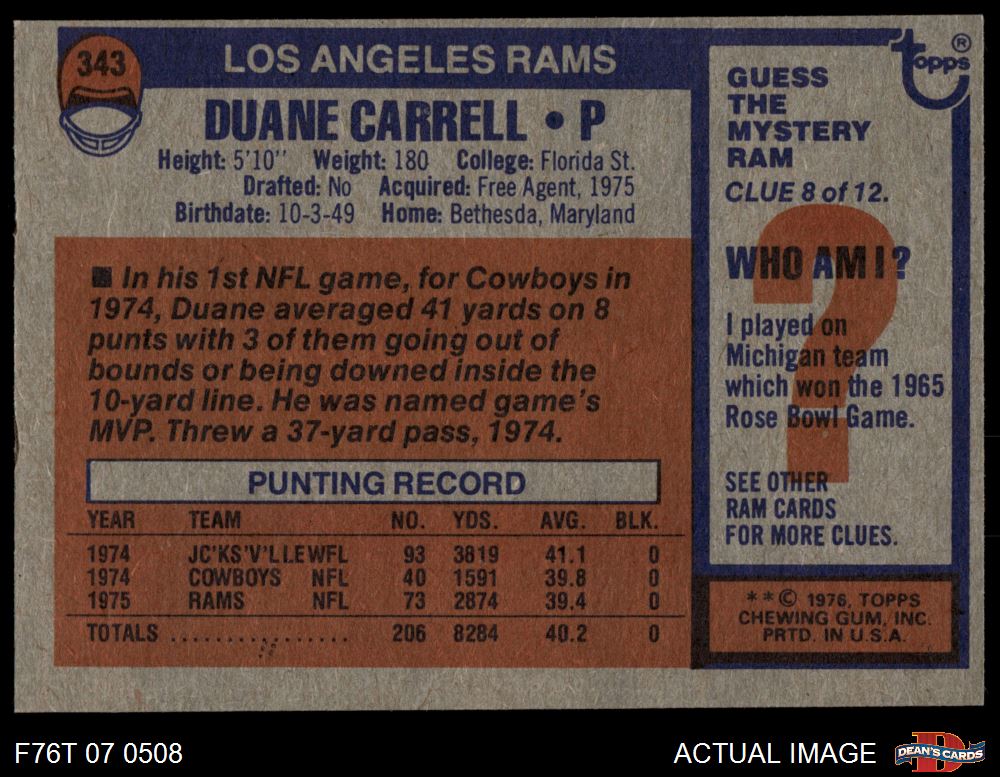 343
LOS ANGELES RAMS
DUANE CARRELL • P
Height: 5'10" Weight: 180 College: Florida St.
Drafted: No Acquired: Free Agent, 1975
Birthdate: 10-3-49 Home: Bethesda, Maryland
■ In his 1st NFL game, for Cowboys in
1974, Duane averaged 41 yards on 8
punts with 3 of them going out of
bounds or being downed inside the
10-yard line. He was named game's
MVP. Threw a 37-yard pass, 1974.
PUNTING RECORD
YEAR TEAM NO. YDS. AVG. BLK.
1974 JC'KS'V'LLEWFL 93 3819 41.1 0
1974 COWBOYS NFL 40 1591 39.8 0
1975 RAMS NFL 73 2874 39.4 0
TOTALS ................ 206 8284 40.2 0
topps®
GUESS
THE
MYSTERY
RAM
CLUE 8 of 12.
WHO AM I?
?
I played on
Michigan team
which won the 1965
Rose Bowl Game.
SEE OTHER
RAM CARDS
FOR MORE CLUES.
**© 1976, TOPPS
CHEWING GUM, INC.
PRTD. IN U.S.A.
F76T 07 0508
ACTUAL IMAGE
D
DEAN'S CARDS